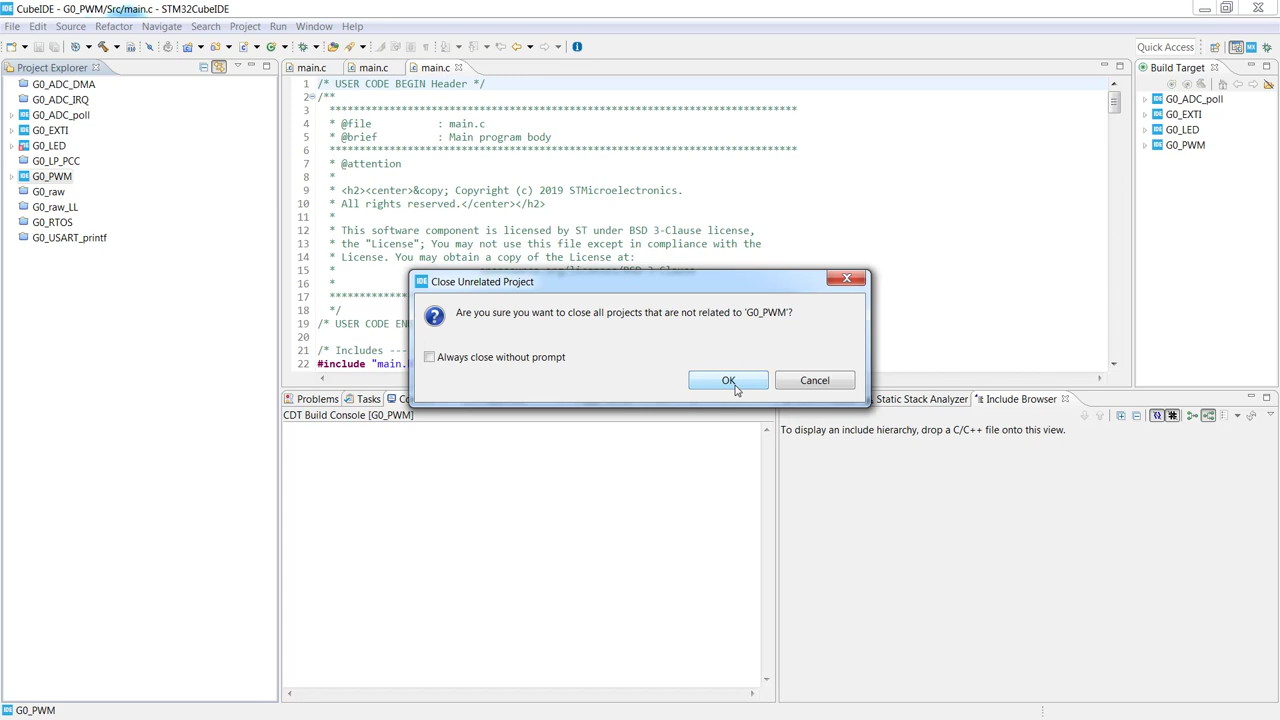 IDE CubeIDE - G0_PWM/Src/main.c - STM32CubeIDE
File Edit Source Refactor Navigate Search Project Run Window Help
Quick Access
Project Explorer
G0_ADC_DMA
G0_ADC_IRQ
G0_ADC_poll
G0_EXTI
G0_LED
G0_LP_PCC
G0_PWM
G0_raw
G0_raw_LL
G0_RTOS
G0_USART_printf
main.c main.c main.c
1 /* USER CODE BEGIN Header */
2 /**
3 ******************************************************************************
4 * @file : main.c
5 * @brief : Main program body
6 ******************************************************************************
7 * @attention
8 *
9 * <h2><center>&copy; Copyright (c) 2019 STMicroelectronics.
10 * All rights reserved.</center></h2>
11 *
12 * This software component is licensed by ST under BSD 3-Clause license,
13 * the "License"; You may not use this file except in compliance with the
14 * License. You may obtain a copy of the License at:
15 *
16 *
17
18 */
19 /* USER CODE
20
21 /* Includes
22 #include "main.
Build Target
G0_ADC_poll
G0_EXTI
G0_LED
G0_PWM
IDE Close Unrelated Project
Are you sure you want to close all projects that are not related to 'G0_PWM'?
Always close without prompt
OK Cancel
Problems Tasks
CDT Build Console [G0_PWM]
Static Stack Analyzer Include Browser
To display an include hierarchy, drop a C/C++ file onto this view.
IDE G0_PWM